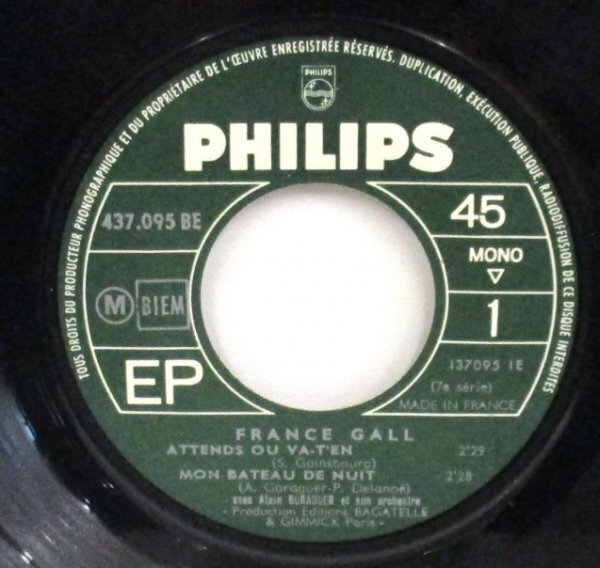 TOUS DROITS DU PRODUCTEUR PHONOGRAPHIQUE ET DU PROPRIÉTAIRE DE L'ŒUVRE ENREGISTRÉE RÉSERVÉS. DUPLICATION, EXÉCUTION PUBLIQUE, RADIODIFFUSION DE CE DISQUE INTERDITES
PHILIPS
PHILIPS
437.095 BE
45
MONO
M BIEM
1
EP
137095 1E
(7e série)
MADE IN FRANCE
FRANCE GALL
ATTENDS OU VA-T'EN 2'29
(S. Gainsbourg)
MON BATEAU DE NUIT 2'28
(A. Goraguer-P. Delanoë)
avec Alain GORAGUER et son orchestre
- Production Editions BAGATELLE
& GIMMICK Paris -